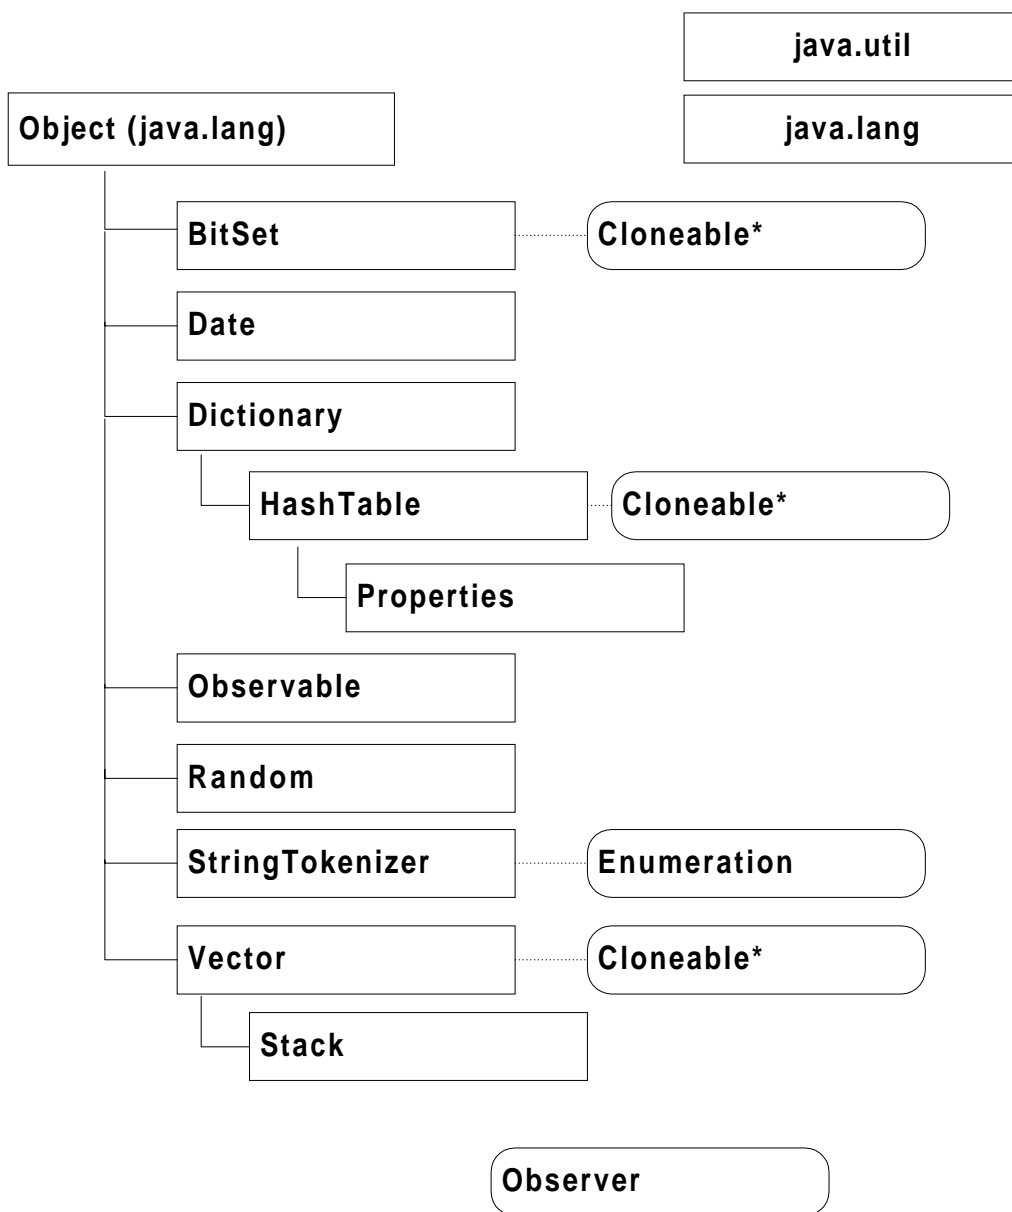 java.util
java.lang
Object (java.lang)
BitSet
Cloneable*
Date
Dictionary
HashTable
Cloneable*
Properties
Observable
Random
StringTokenizer
Enumeration
Vector
Cloneable*
Stack
Observer